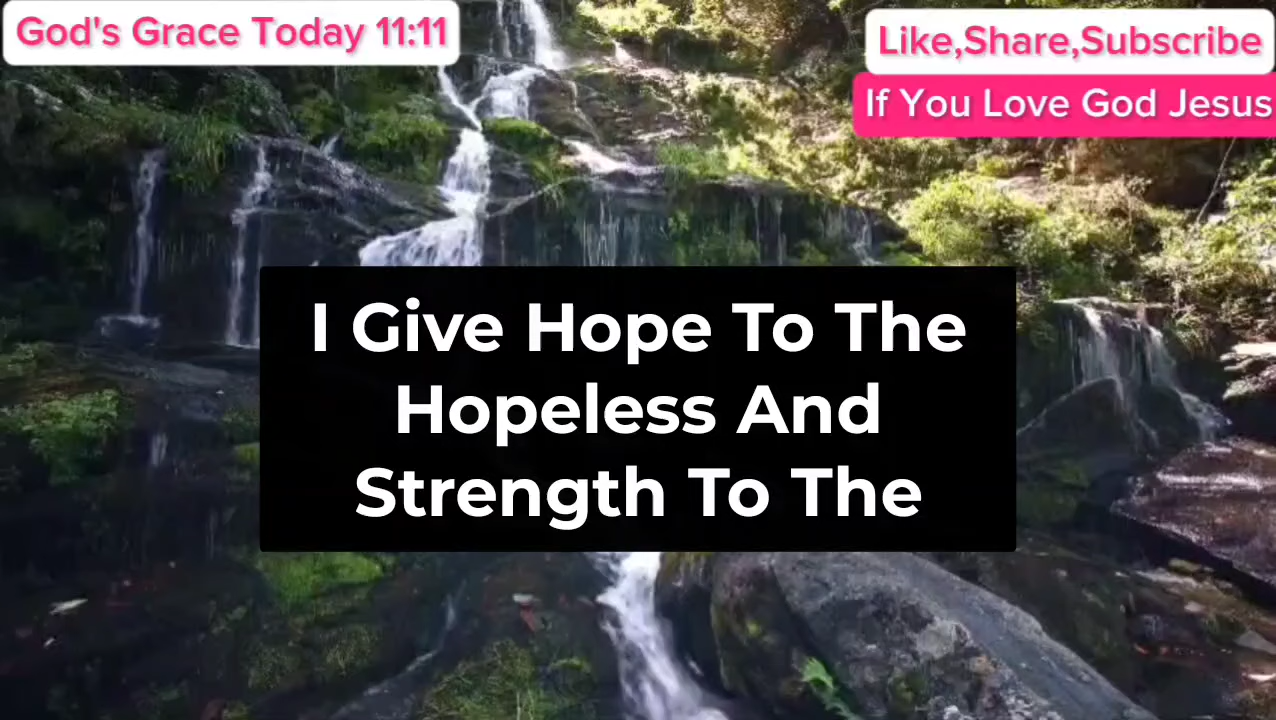 God's Grace Today 11:11
Like,Share,Subscribe
If You Love God Jesus
I Give Hope To The
Hopeless And
Strength To The